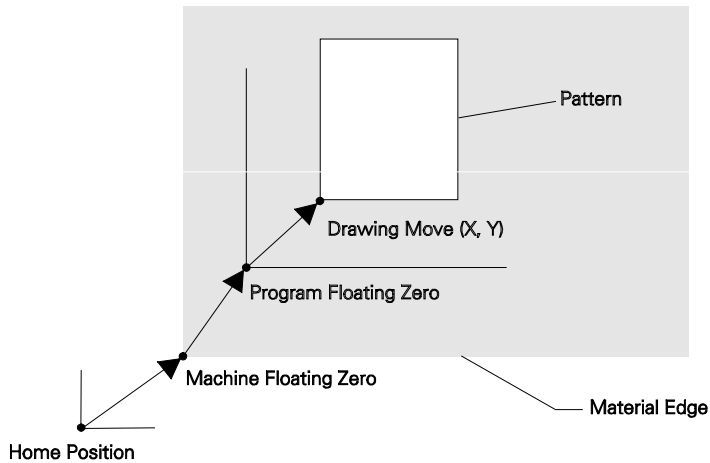 Pattern
Drawing Move (X, Y)
Program Floating Zero
Machine Floating Zero
Material Edge
Home Position